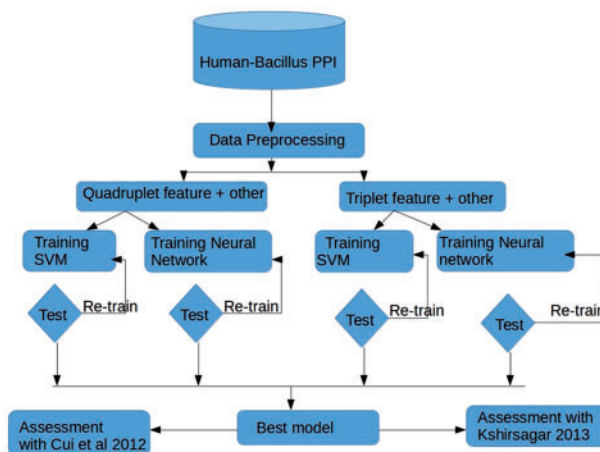 Human-Bacillus PPI
Data Preprocessing
Quadruplet feature + other
Triplet feature + other
Training
SVM
Training Neural
Network
Training
SVM
Training Neural
network
Test
Re-train
Test
Re-train
Test
Re-train
Test
Re-train
Assessment
with Cui et al 2012
Best model
Assessment with
Kshirsagar 2013